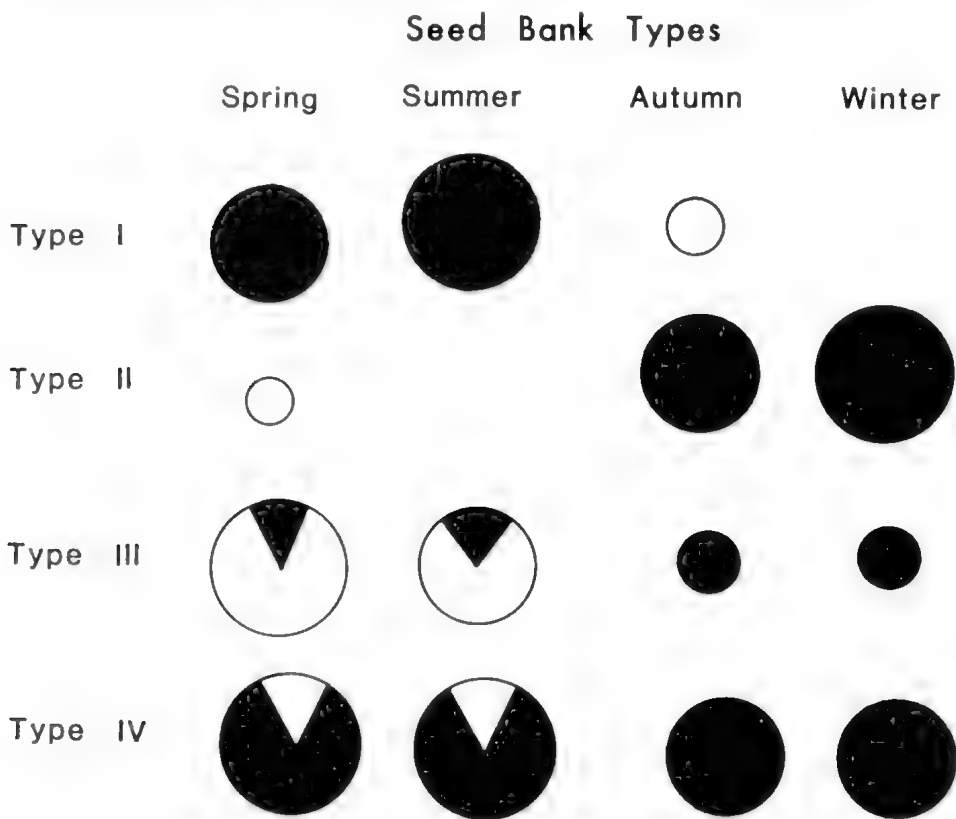 Seed Bank Types
Spring Summer Autumn Winter
Type I
Type II
Type III
Type IV